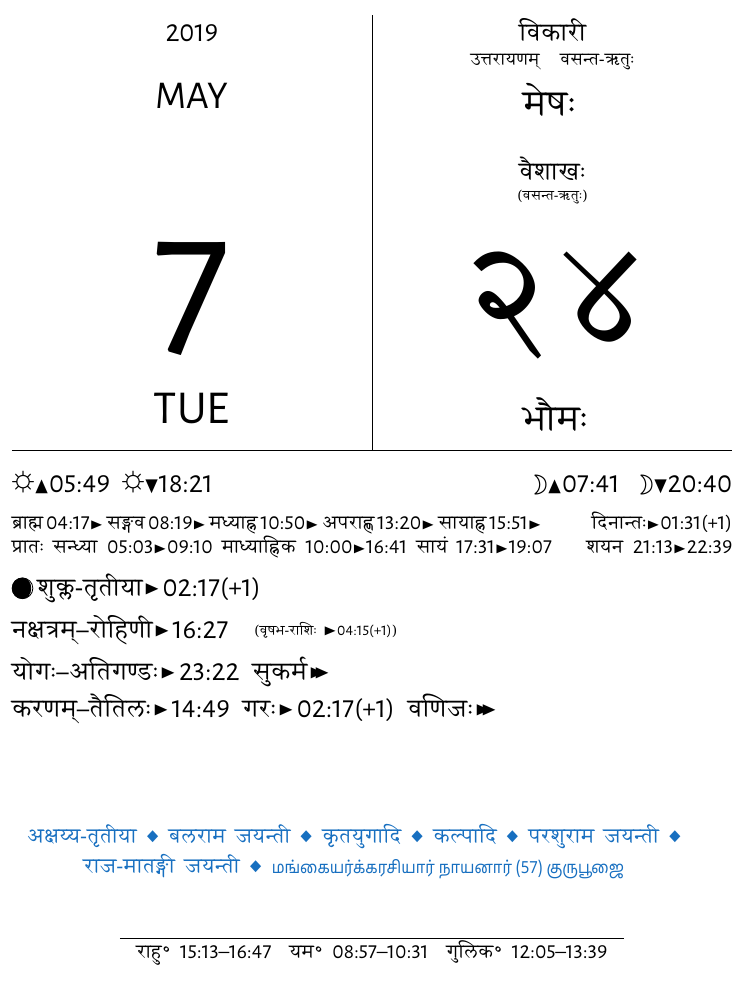 2019
MAY
7
TUE
विकारी
उत्तरायणम् वसन्त-ऋतुः
मेषः
वैशाखः
(वसन्त-ऋतुः)
२४
भौमः
☼▲05:49 ☼▼18:21 ☽▲07:41 ☽▼20:40
ब्राह्म 04:17► सङ्गव 08:19► मध्याह्न 10:50► अपराह्ण 13:20► सायाह्न 15:51► दिनान्तः►01:31(+1)
प्रातः सन्ध्या 05:03►09:10 माध्याह्निक 10:00►16:41 सायं 17:31►19:07 शयन 21:13►22:39
शुक्ल-तृतीया► 02:17(+1)
नक्षत्रम्–रोहिणी►16:27 (वृषभ-राशिः ►04:15(+1))
योगः–अतिगण्डः►23:22 सुकर्म►►
करणम्–तैतिलः►14:49 गरः►02:17(+1) वणिजः►►
अक्षय्य-तृतीया ◆ बलराम जयन्ती ◆ कृतयुगादि ◆ कल्पादि ◆ परशुराम जयन्ती ◆
राज-मातङ्गी जयन्ती ◆ மங்கையர்க்கரசியார் நாயனார் (57) குருபூஜை
राहु° 15:13–16:47 यम° 08:57–10:31 गुलिक° 12:05–13:39